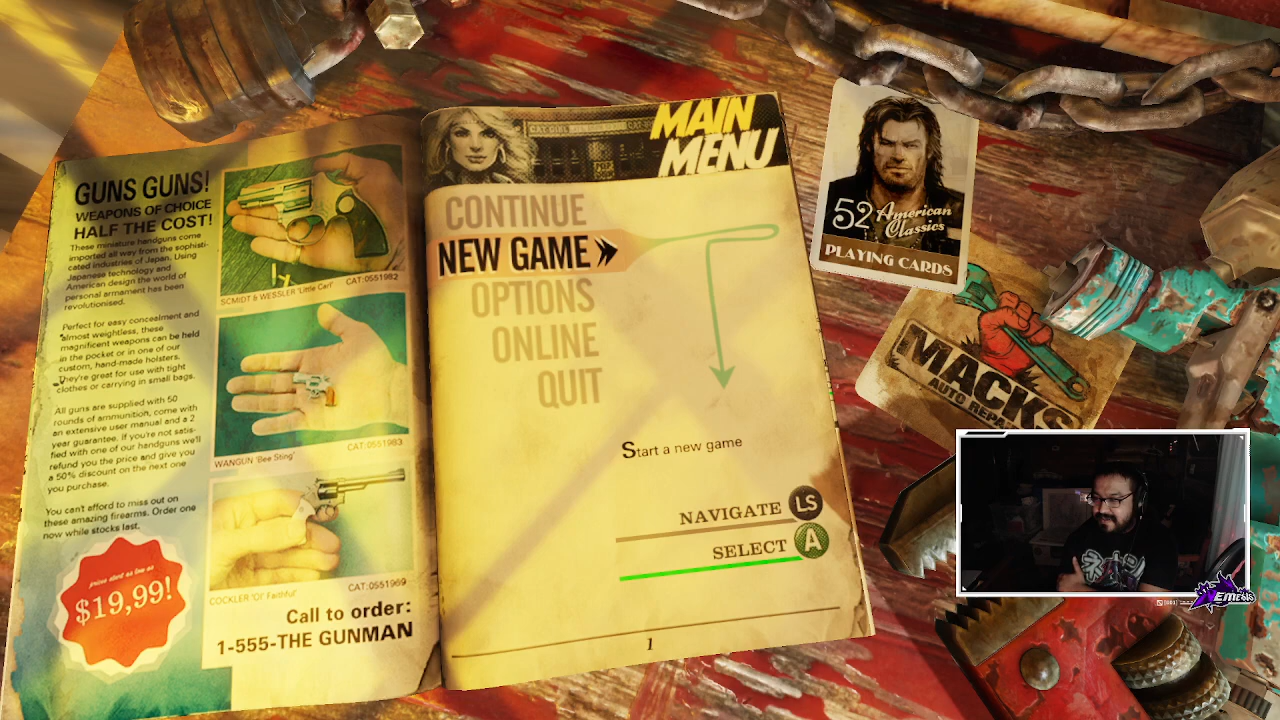 GUNS GUNS!
WEAPONS OF CHOICE
HALF THE COST!
These miniature handguns come
imported all way from the sophisti-
cated industries of Japan. Using
Japanese technology and
American design the world of
personal armament has been
revolutionised.
Perfect for easy concealment and
almost weightless, these
magnificent weapons can be held
in the pocket or in one of our
custom, hand-made holsters.
They're great for use with tight
clothes or carrying in small bags.
All guns are supplied with 50
rounds of ammunition, come with
an extensive user manual and a 2
year guarantee. If you're not satis-
fied with one of our handguns we'll
refund you the price and give you
a 50% discount on the next one
you purchase.
You can't afford to miss out on
these amazing firearms. Order one
now while stocks last.
$19,99!
CAT:0551982
SCMIDT & WESSLER 'Little Carl'
CAT:0551983
WANGUN 'Bee Sting'
CAT:0551989
COCKLER 'Ol' Faithful'
Call to order:
1-555-THE GUNMAN
CAT GIRL
MAIN
MENU
CONTINUE
NEW GAME
OPTIONS
ONLINE
QUIT
Start a new game
NAVIGATE LS
SELECT A
1
52 American
Classics
PLAYING CARDS
MACKS
AUTO REPA
NEMESIS